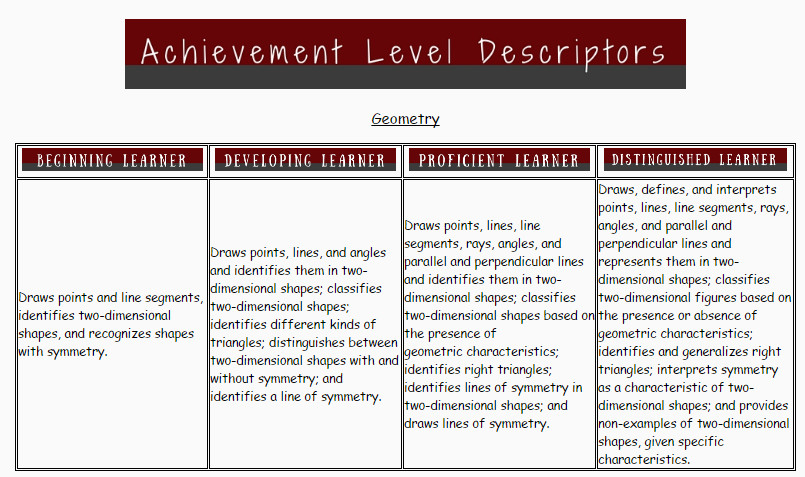 Achievement Level Descriptors
Geometry
BEGINNING LEARNER
DEVELOPING LEARNER
PROFICIENT LEARNER
DISTINGUISHED LEARNER
Draws points and line segments,
identifies two-dimensional
shapes, and recognizes shapes
with symmetry.
Draws points, lines, and angles
and identifies them in two-
dimensional shapes; classifies
two-dimensional shapes;
identifies different kinds of
triangles; distinguishes between
two-dimensional shapes with and
without symmetry; and
identifies a line of symmetry.
Draws points, lines, line
segments, rays, angles, and
parallel and perpendicular lines
and identifies them in two-
dimensional shapes; classifies
two-dimensional shapes based on
the presence of
geometric characteristics;
identifies right triangles;
identifies lines of symmetry in
two-dimensional shapes; and
draws lines of symmetry.
Draws, defines, and interprets
points, lines, line segments, rays,
angles, and parallel and
perpendicular lines and
represents them in two-
dimensional shapes; classifies
two-dimensional figures based on
the presence or absence of
geometric characteristics;
identifies and generalizes right
triangles; interprets symmetry
as a characteristic of two-
dimensional shapes; and provides
non-examples of two-dimensional
shapes, given specific
characteristics.